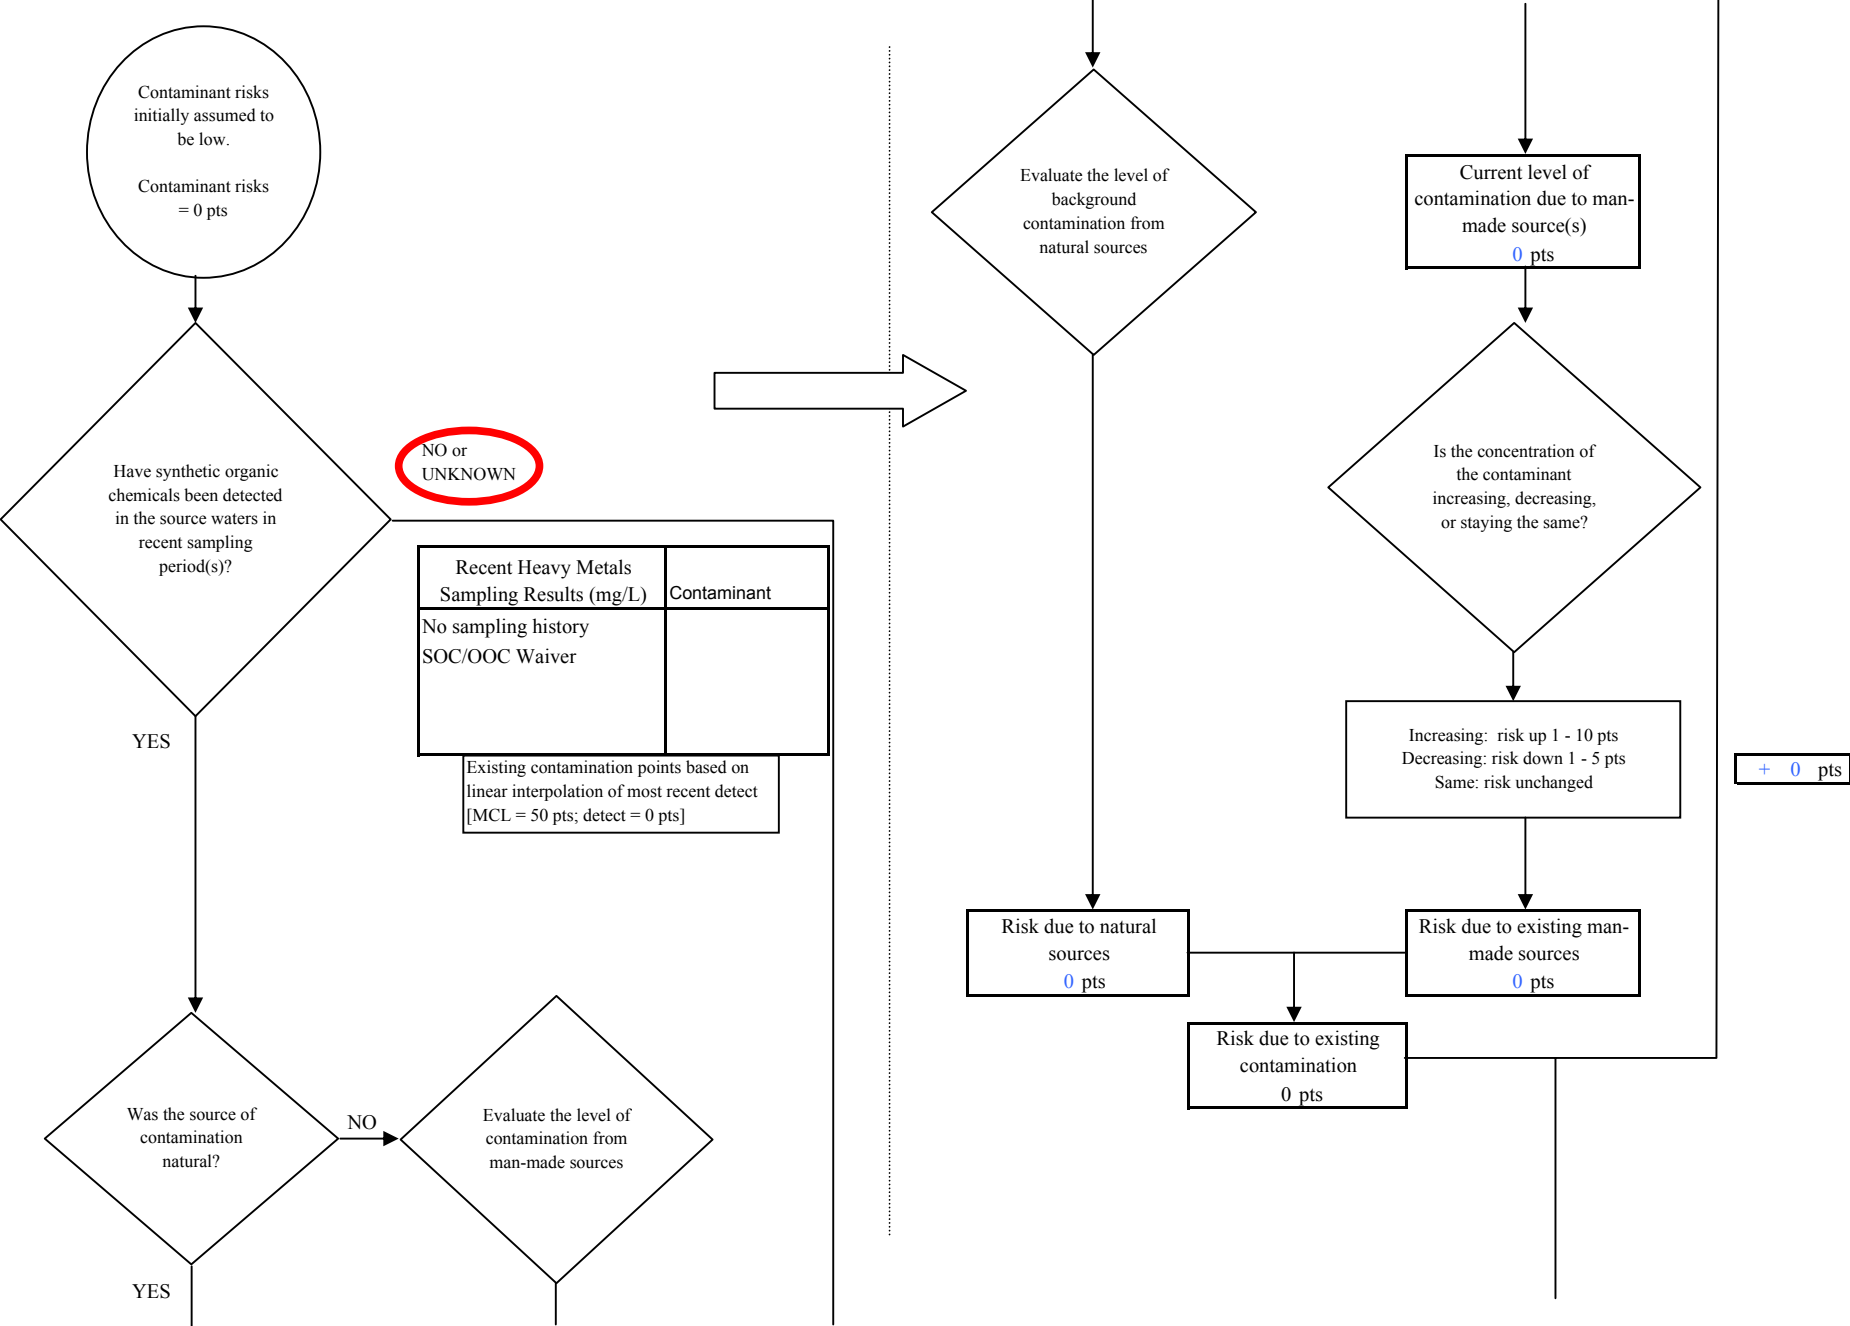 Contaminant risks
initially assumed to
be low.
Contaminant risks
= 0 pts
Have synthetic organic
chemicals been detected
in the source waters in
recent sampling
period(s)?
NO or
UNKNOWN
Recent Heavy Metals
Sampling Results (mg/L)
Contaminant
No sampling history
SOC/OOC Waiver
Existing contamination points based on
linear interpolation of most recent detect
[MCL = 50 pts; detect = 0 pts]
YES
Was the source of
contamination
natural?
NO
Evaluate the level of
contamination from
man-made sources
YES
Evaluate the level of
background
contamination from
natural sources
Current level of
contamination due to man-
made source(s)
0 pts
Is the concentration of
the contaminant
increasing, decreasing,
or staying the same?
Increasing: risk up 1 - 10 pts
Decreasing: risk down 1 - 5 pts
Same: risk unchanged
+ 0 pts
Risk due to natural
sources
0 pts
Risk due to existing man-
made sources
0 pts
Risk due to existing
contamination
0 pts